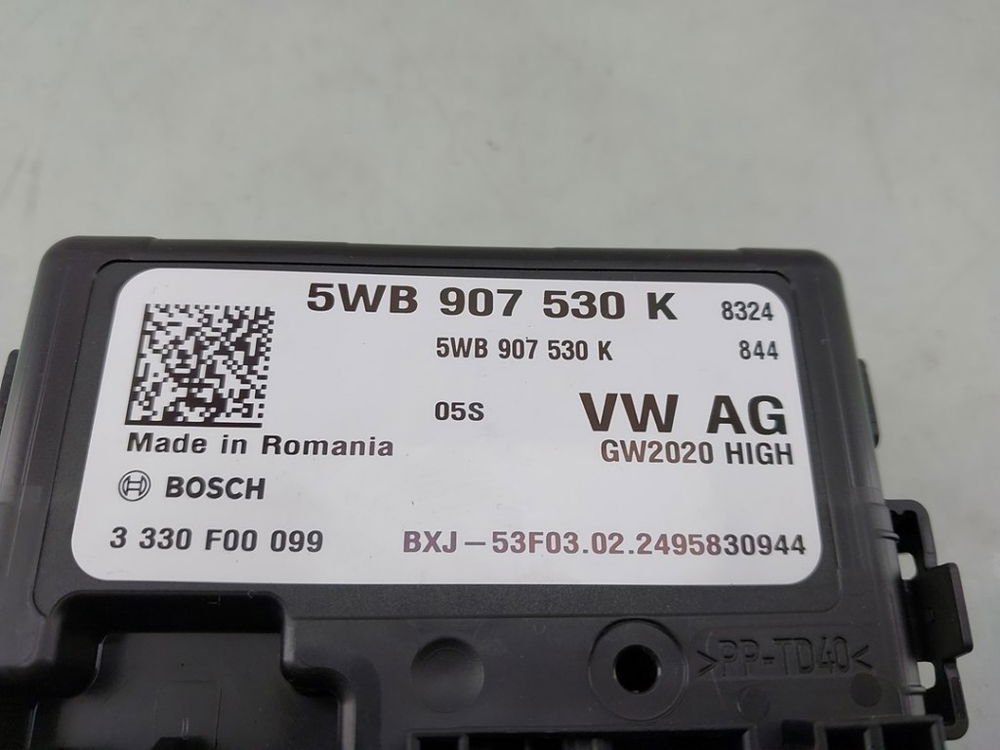 5WB 907 530 K 8324
5WB 907 530 K 844
05S VW AG
Made in Romania GW2020 HIGH
BOSCH
3 330 F00 099 BXJ-53F03.02.2495830944
>PP-TD40<